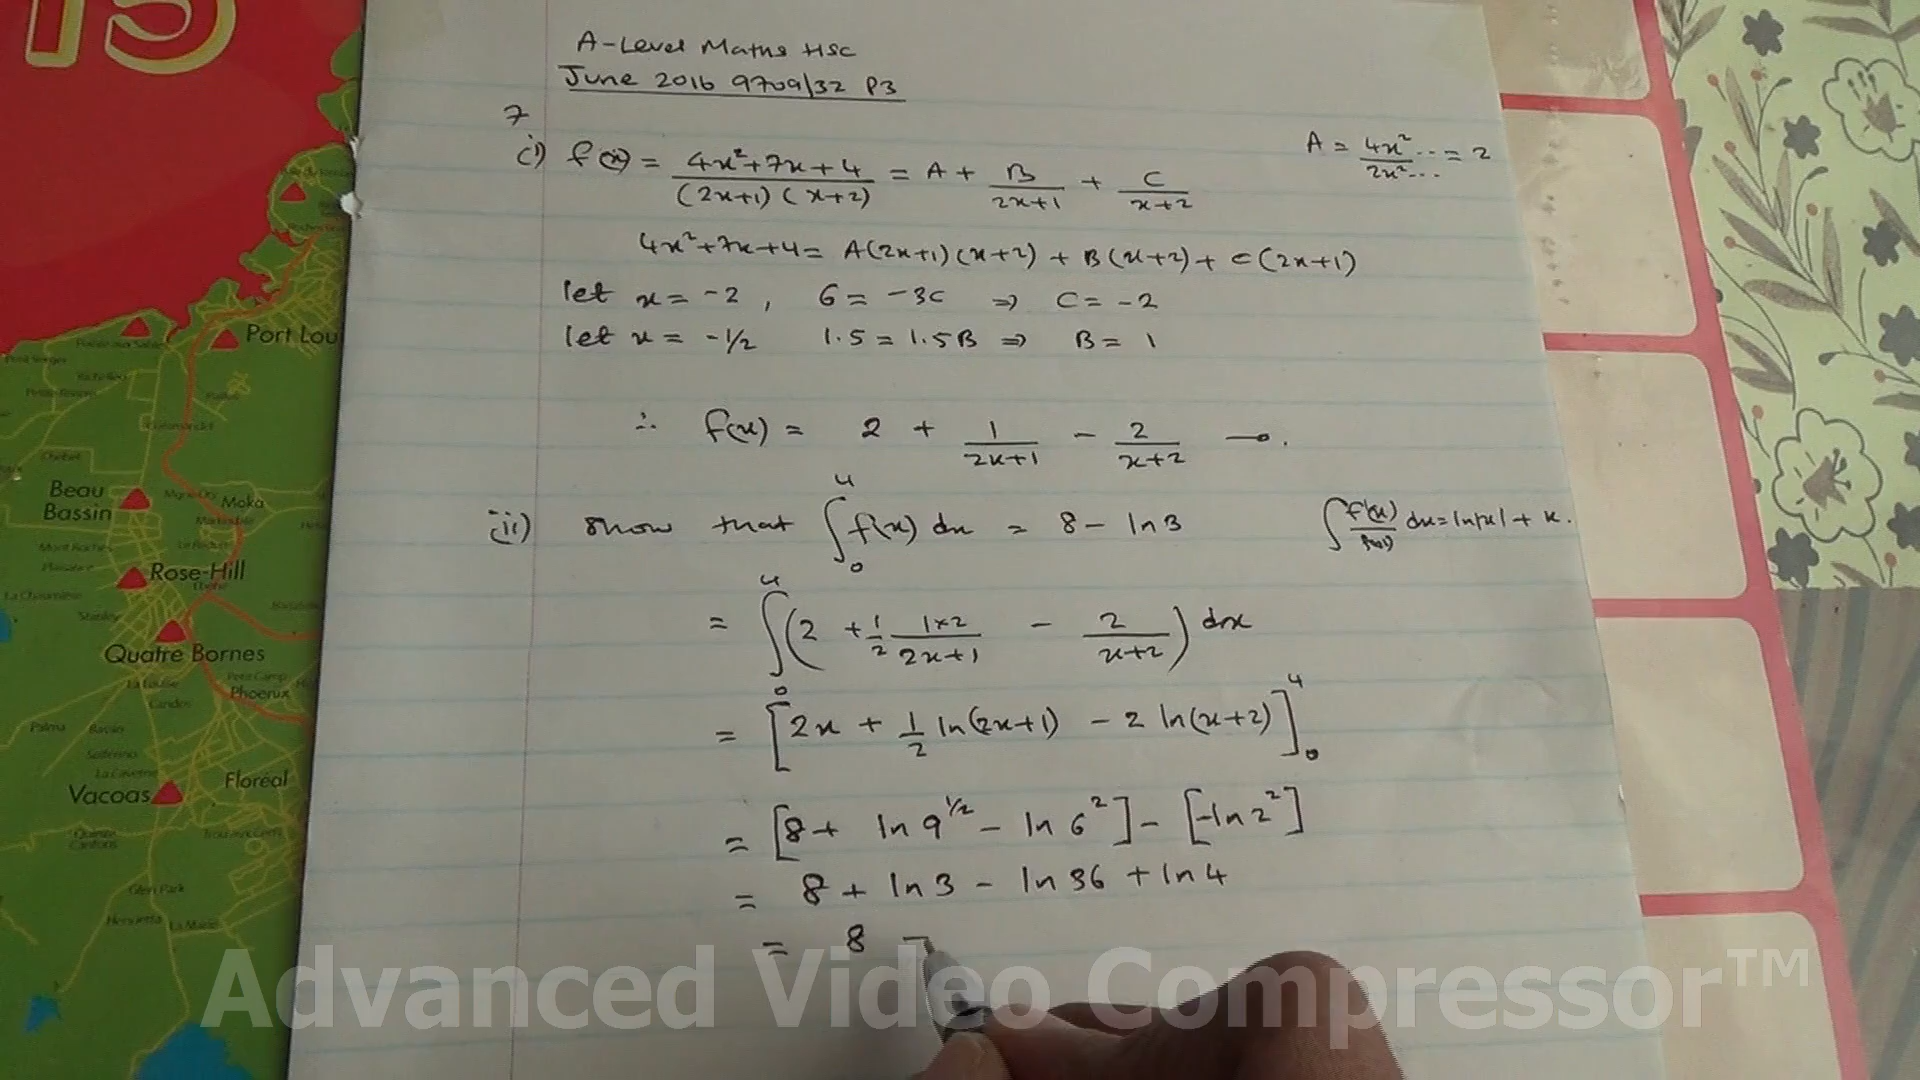 15
A-Level Maths HSC
June 2016 9709/32 P3
7
(i) f(x) = 4x²+7x+4 / (2x+1)(x+2) = A + B / 2x+1 + C / x+2
A = 4x²... / 2x²... = 2
4x²+7x+4 = A(2x+1)(x+2) + B(x+2) + C(2x+1)
let x = -2, 6 = -3C ⇒ C = -2
let x = -1/2 1.5 = 1.5B ⇒ B = 1
∴ f(x) = 2 + 1 / 2x+1 - 2 / x+2
(ii) Show that ∫₀⁴ f(x) dx = 8 - ln 3
∫ f'(x) / f(x) dx = ln|x| + k.
= ∫₀⁴ (2 + 1/2 1×2 / 2x+1 - 2 / x+2) dx
= [2x + 1/2 ln(2x+1) - 2 ln(x+2)]₀⁴
= [8 + ln 9^1/2 - ln 6²] - [-ln 2²]
= 8 + ln 3 - ln 36 + ln 4
= 8 -
Port Lou
Beau Bassin
Moka
Rose-Hill
Quatre Bornes
Phoenix
Vacoas
Floréal
Advanced Video Compressor™